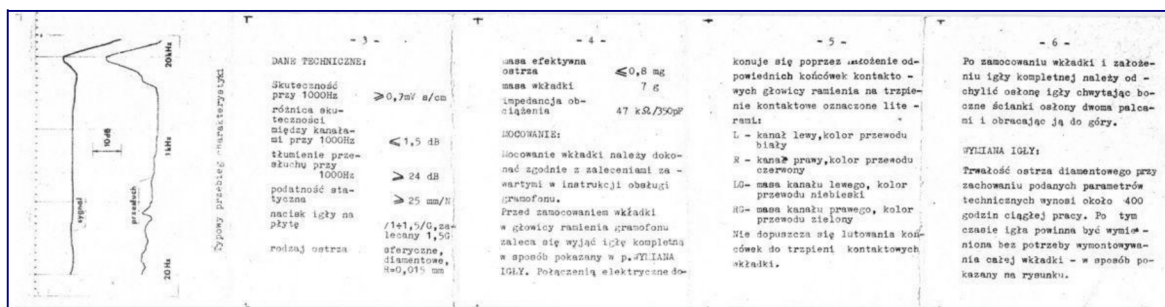 20kHz
10dB
1kHz
sygnał
przesłuch
20Hz
Typowy przebieg charakterystyki
- 3 -
DANE TECHNICZNE:
Skuteczność
przy 1000Hz ⩾0,7mV s/cm
różnica sku-
teczności
między kanała-
mi przy 1000Hz ⩽ 1,5 dB
tłumienie prze-
słuchu przy
1000Hz ⩾ 24 dB
podatność sta-
tyczna ⩾ 25 mm/N
nacisk igły na
płytę /1+1,5/G,za-
lecany 1,5G
rodzaj ostrza sferyczne,
diamentowe,
R=0,015 mm
- 4 -
masa efektywna
ostrza ⩽0,8 mg
masa wkładki 7 g
impedancja ob-
ciążenia 47 kΩ/350pF
MOCOWANIE:
Mocowanie wkładki należy doko-
nać zgodnie z zaleceniami za -
wartymi w instrukcji obsługi
gramofonu.
Przed zamocowaniem wkładki
w głowicy ramienia gramofonu
zaleca się wyjąć igłę kompletną
w sposób pokazany w p.WYMIANA
IGŁY. Połączenia elektryczne do-
- 5 -
konuje się poprzez założenie od-
powiednich końcówek kontakto -
wych głowicy ramienia na trzpie-
nie kontaktowe oznaczone lite -
rami:
L - kanał lewy,kolor przewodu
biały
R - kanał prawy,kolor przewodu
czerwony
LG- masa kanału lewego, kolor
przewodu niebieski
RG- masa kanału prawego, kolor
przewodu zielony
Nie dopuszcza się lutowania koń-
cówek do trzpieni kontaktowych
wkładki.
- 6 -
Po zamocowaniu wkładki i założe-
niu igły kompletnej należy od -
chylić osłonę igły chwytając bo-
czne ścianki osłony dwoma palca-
mi i obracając ją do góry.
WYMIANA IGŁY:
Trwałość ostrza diamentowego przy
zachowaniu podanych parametrów
technicznych wynosi około 400
godzin ciągłej pracy. Po tym
czasie igła powinna być wymie-
niona bez potrzeby wymontowywa-
nia całej wkładki - w sposób po-
kazany na rysunku.